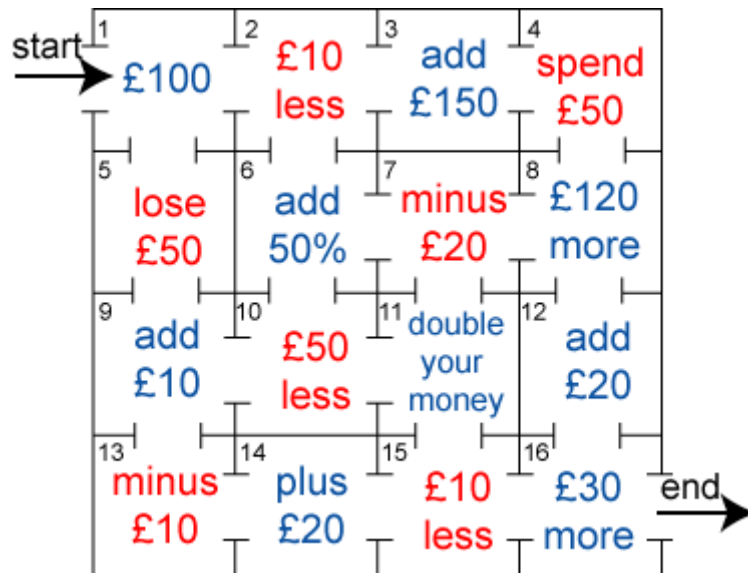 1 2 3 4
start
£100
£10
less
add
£150
spend
£50
5 6 7 8
lose
£50
add
50%
minus
£20
£120
more
9 10 11 12
add
£10
£50
less
double
your
money
add
£20
13 14 15 16
minus
£10
plus
£20
£10
less
£30
more
end